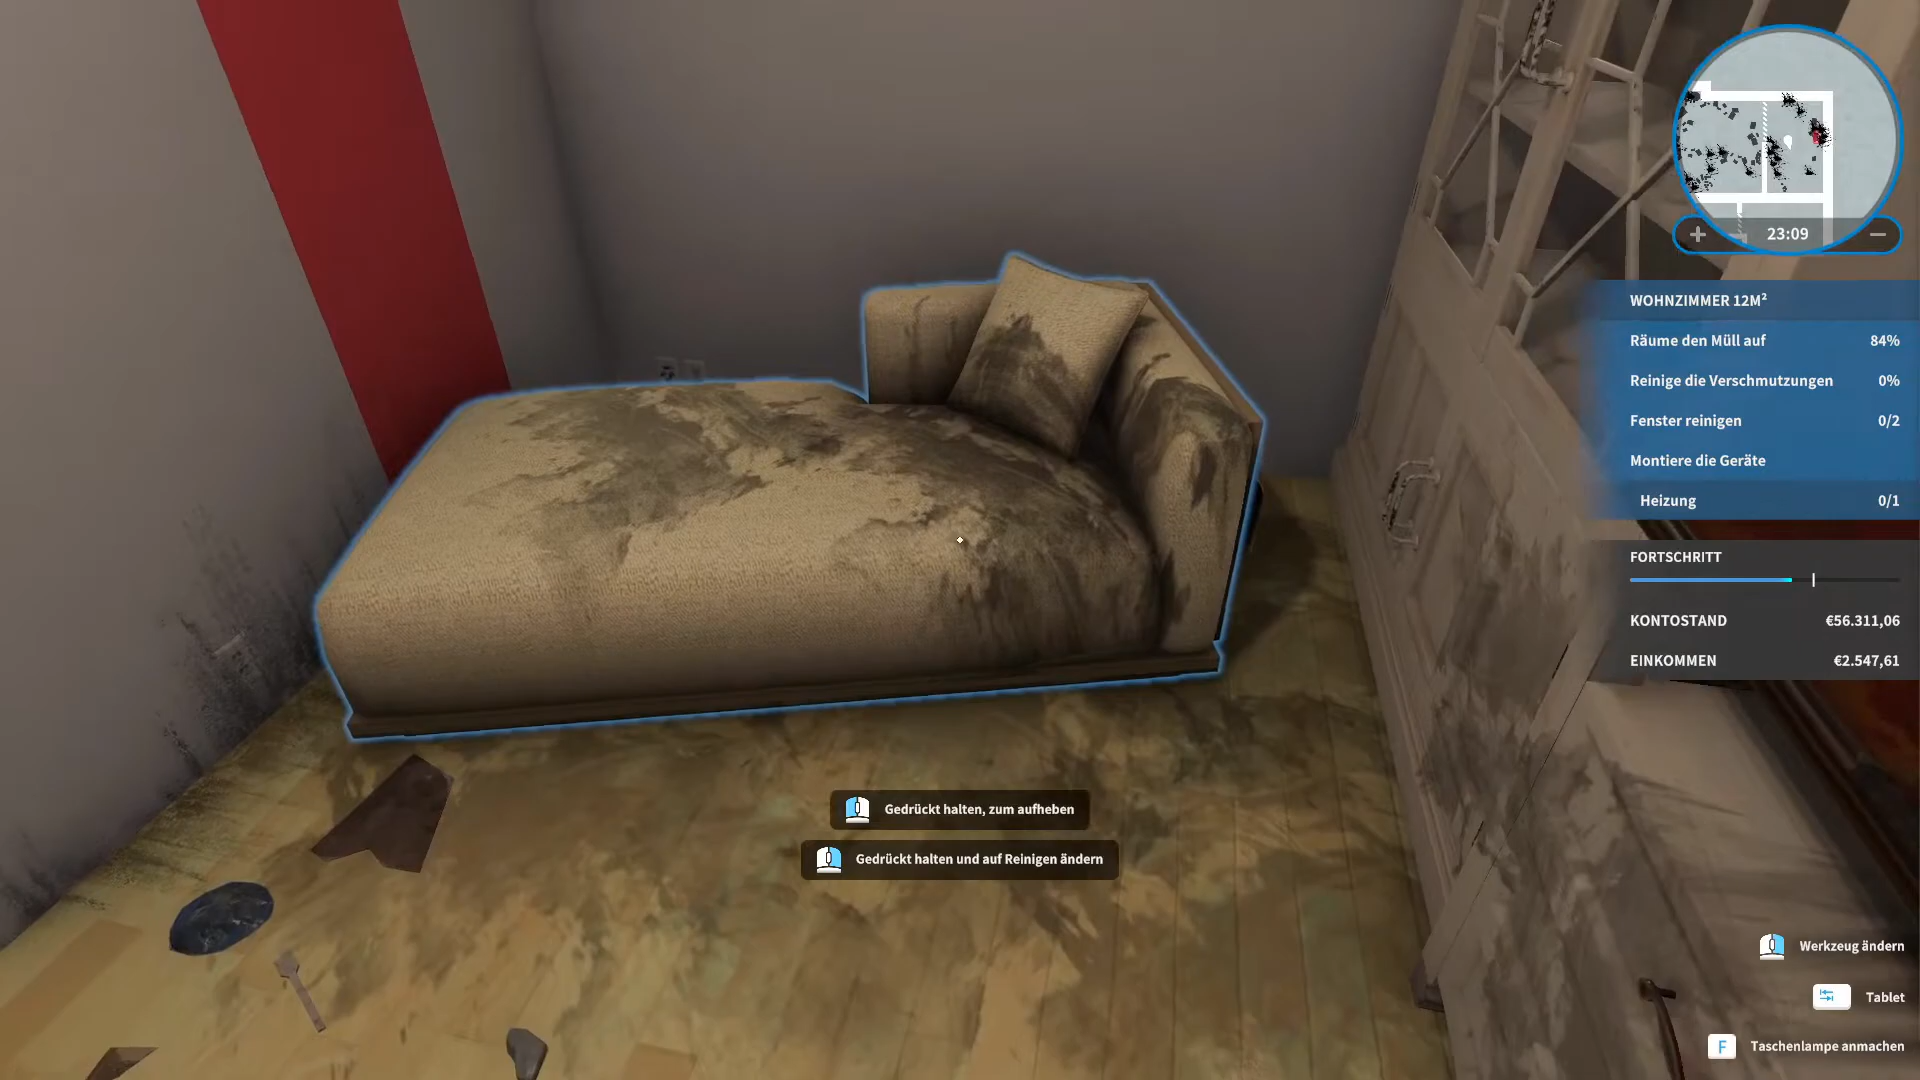 23:09
WOHNZIMMER 12M²
Räume den Müll auf 84%
Reinige die Verschmutzungen 0%
Fenster reinigen 0/2
Montiere die Geräte
Heizung 0/1
FORTSCHRITT
KONTOSTAND €56.311,06
EINKOMMEN €2.547,61
Gedrückt halten, zum aufheben
Gedrückt halten und auf Reinigen ändern
Werkzeug ändern
Tablet
F Taschenlampe anmachen